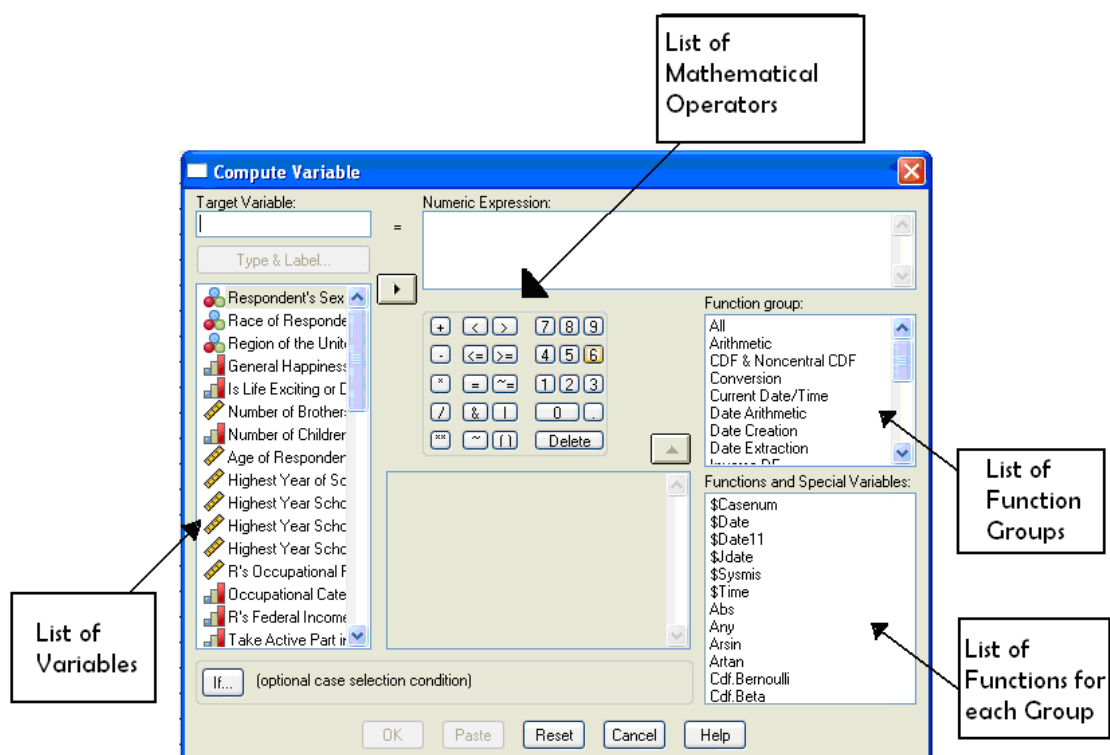 List of
Mathematical
Operators
Compute Variable
Target Variable:
Numeric Expression:
=
Type & Label...
Respondent's Sex
Race of Responde
Region of the Unit
General Happiness
Is Life Exciting or D
Number of Brother
Number of Children
Age of Responden
Highest Year of Sc
Highest Year Scho
Highest Year Scho
Highest Year Scho
R's Occupational F
Occupational Cate
R's Federal Income
Take Active Part in
+ < > 7 8 9
- <= >= 4 5 6
* = ~= 1 2 3
/ & | 0 .
** ~ ( ) Delete
Function group:
All
Arithmetic
CDF & Noncentral CDF
Conversion
Current Date/Time
Date Arithmetic
Date Creation
Date Extraction
Inverse DF
Functions and Special Variables:
$Casenum
$Date
$Date11
$Jdate
$Sysmis
$Time
Abs
Any
Arsin
Artan
Cdf.Bernoulli
Cdf.Beta
If... (optional case selection condition)
OK Paste Reset Cancel Help
List of
Variables
List of
Function
Groups
List of
Functions for
each Group